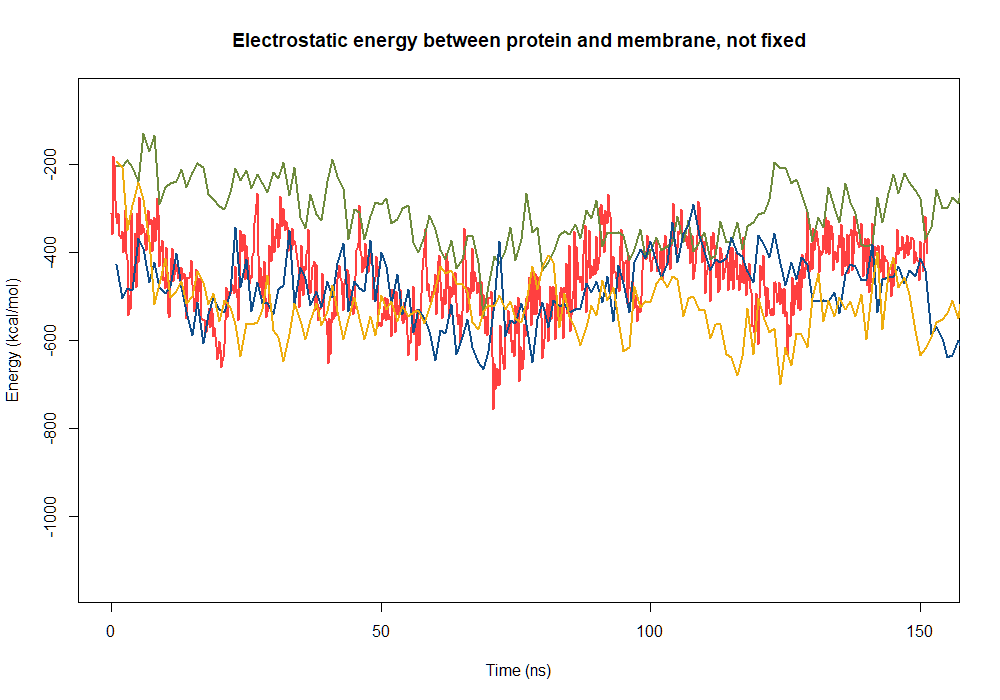 Electrostatic energy between protein and membrane, not fixed
Energy (kcal/mol)
-200
-400
-600
-800
-1000
0 50 100 150
Time (ns)